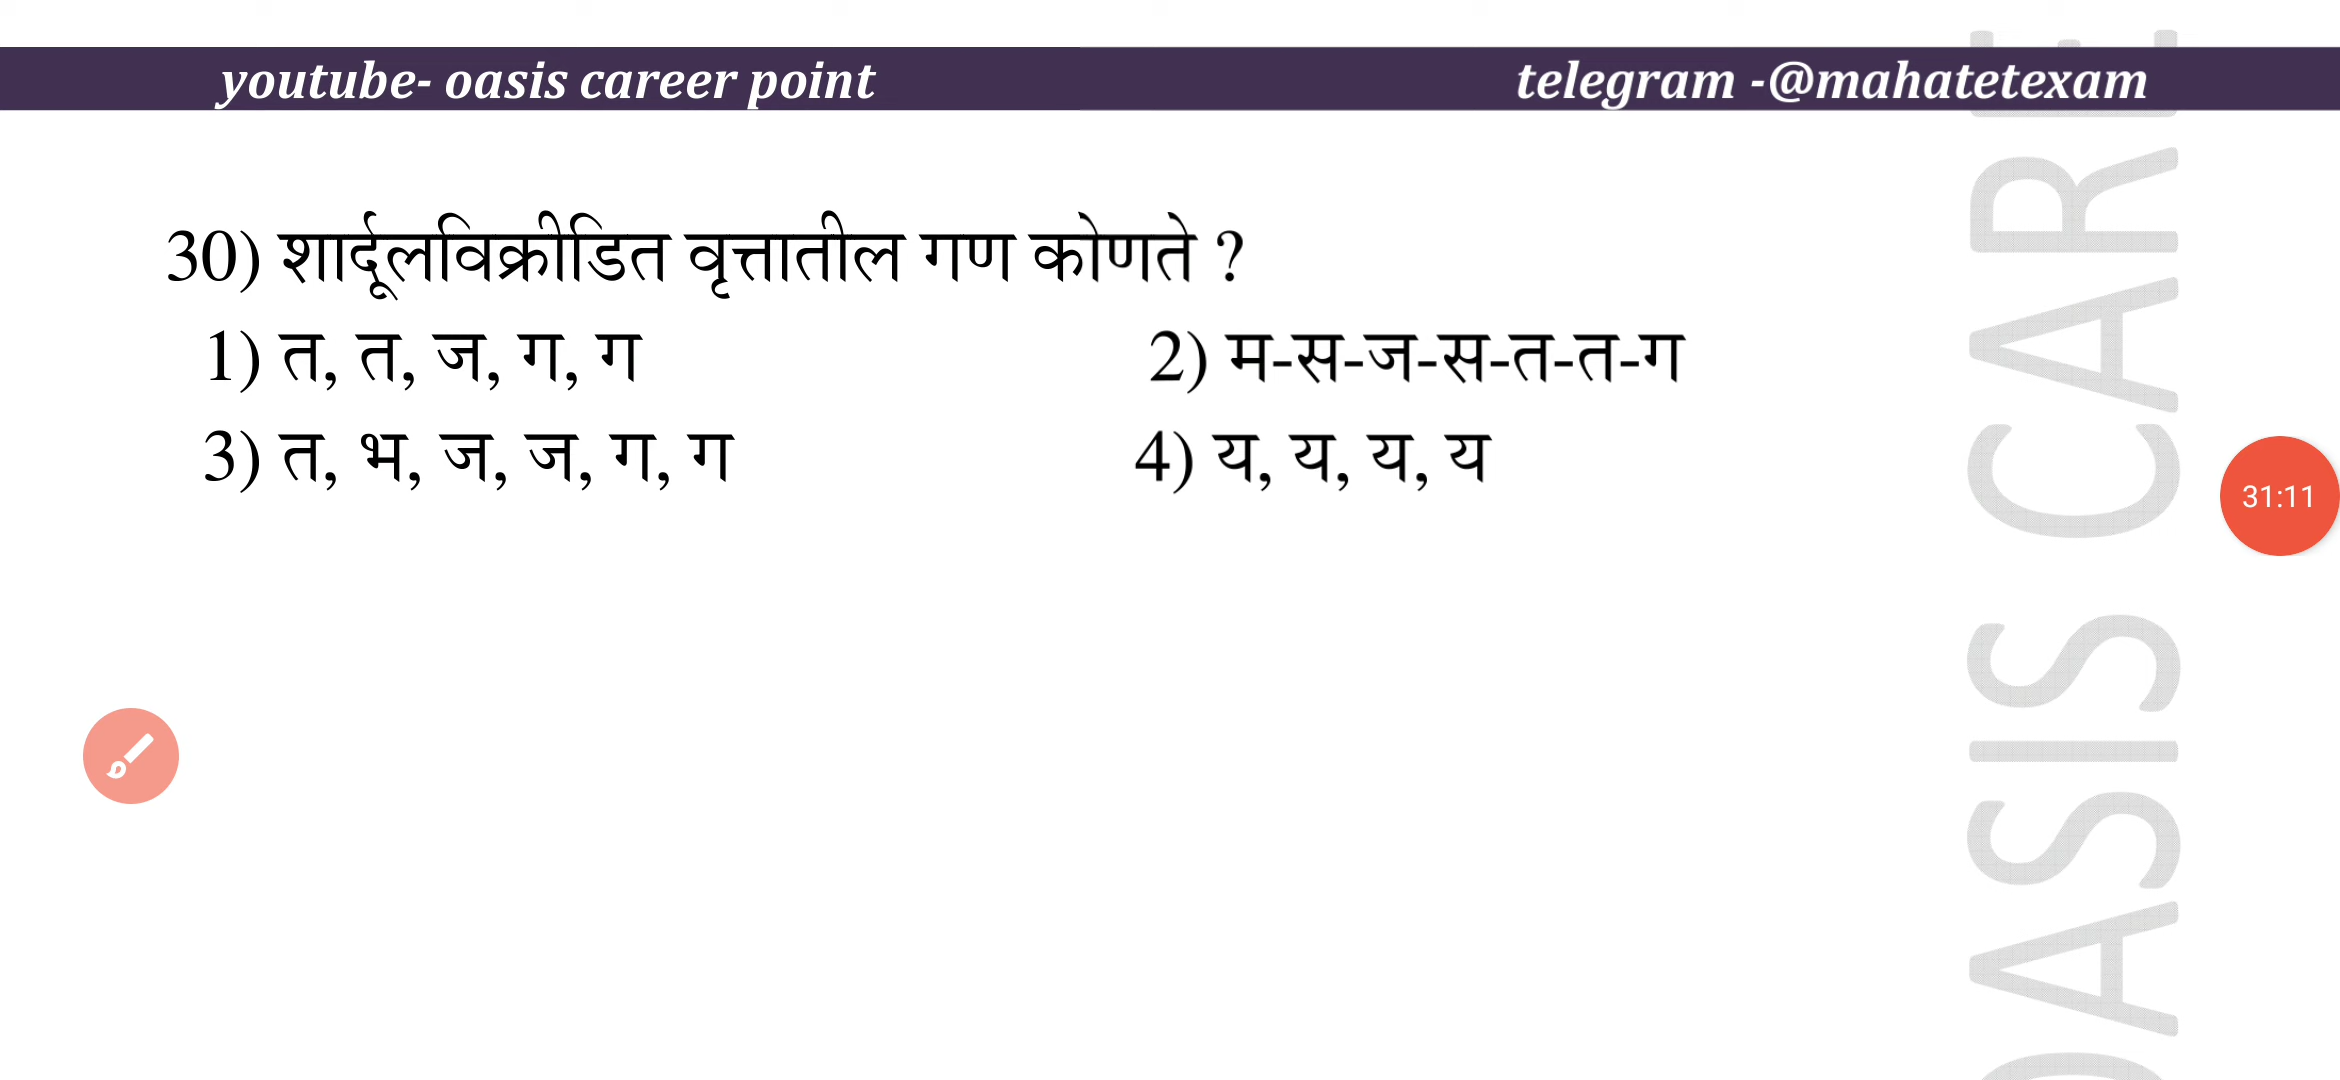 youtube- oasis career point telegram -@mahatetexam
30) शार्दूलविक्रीडित वृत्तातील गण कोणते ?
1) त, त, ज, ग, ग 2) म-स-ज-स-त-त-ग
3) त, भ, ज, ज, ग, ग 4) य, य, य, य
31:11
OASIS CARE